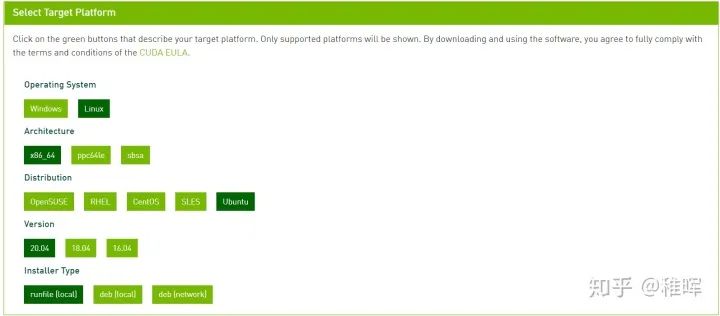 Select Target Platform
Click on the green buttons that describe your target platform. Only supported platforms will be shown. By downloading and using the software, you agree to fully comply with
the terms and conditions of the CUDA EULA.
Operating System
Windows Linux
Architecture
x86_64 ppc64le sbsa
Distribution
OpenSUSE RHEL CentOS SLES Ubuntu
Version
20.04 18.04 16.04
Installer Type
runfile (local) deb (local) deb (network)
知乎 @稚晖